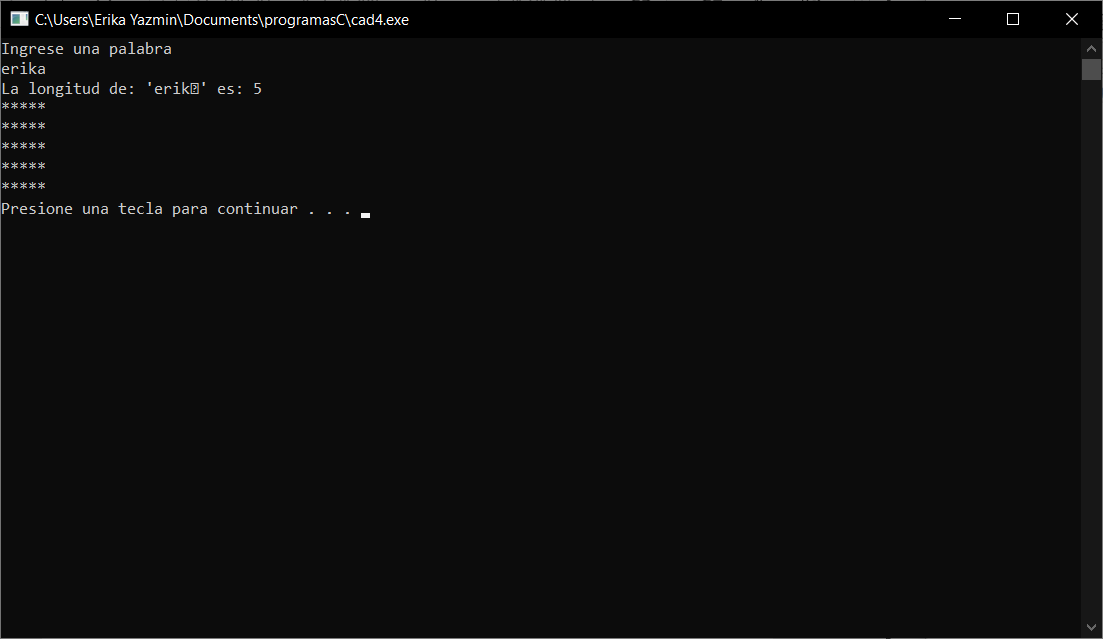 C:\Users\Erika Yazmin\Documents\programasC\cad4.exe
Ingrese una palabra
erika
La longitud de: 'erik�' es: 5
*****
*****
*****
*****
*****
Presione una tecla para continuar . . .